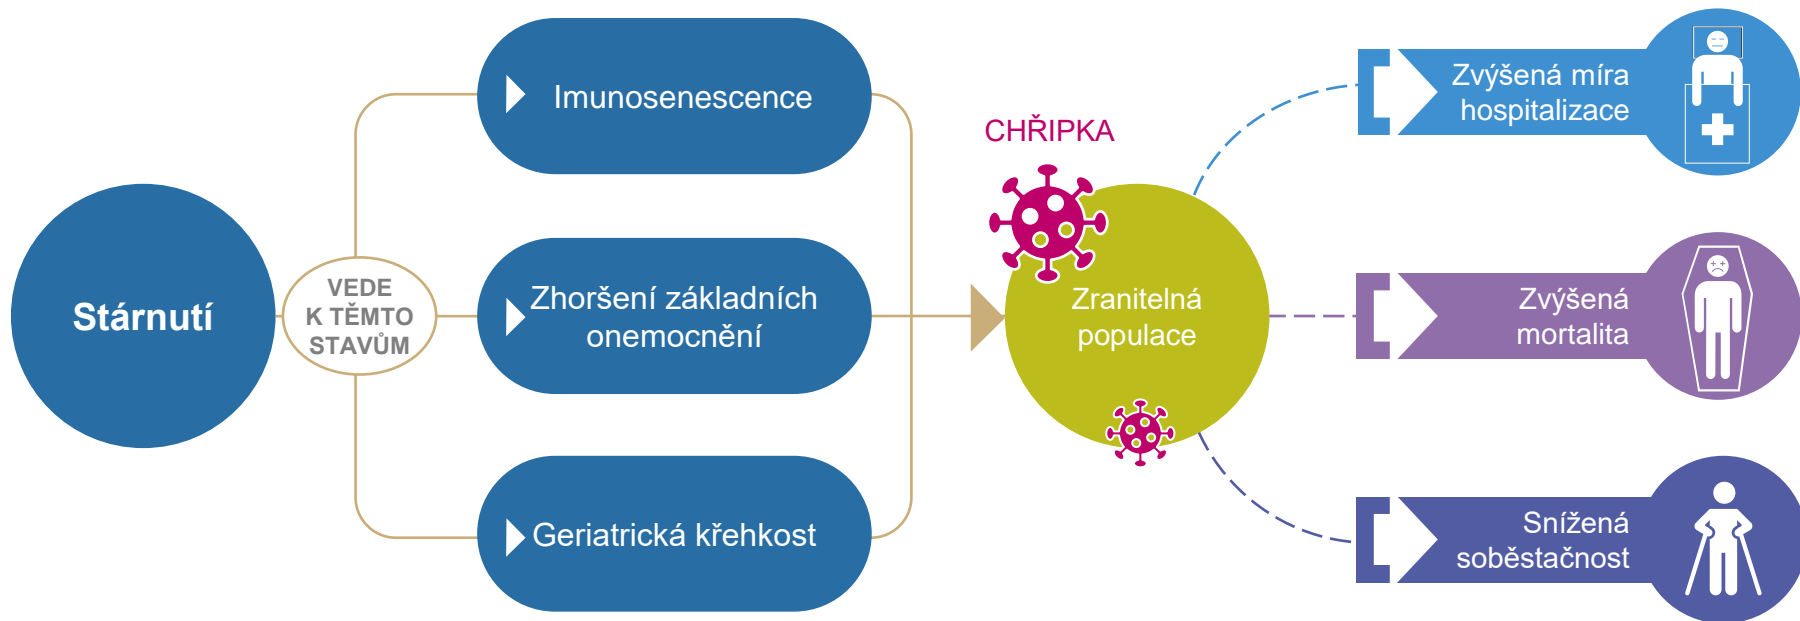 Stárnutí
VEDE
K TĚMTO
STAVŮM
Imunosenescence
Zhoršení základních
onemocnění
Geriatrická křehkost
CHŘIPKA
Zranitelná
populace
Zvýšená míra
hospitalizace
Zvýšená
mortalita
Snížená
soběstačnost